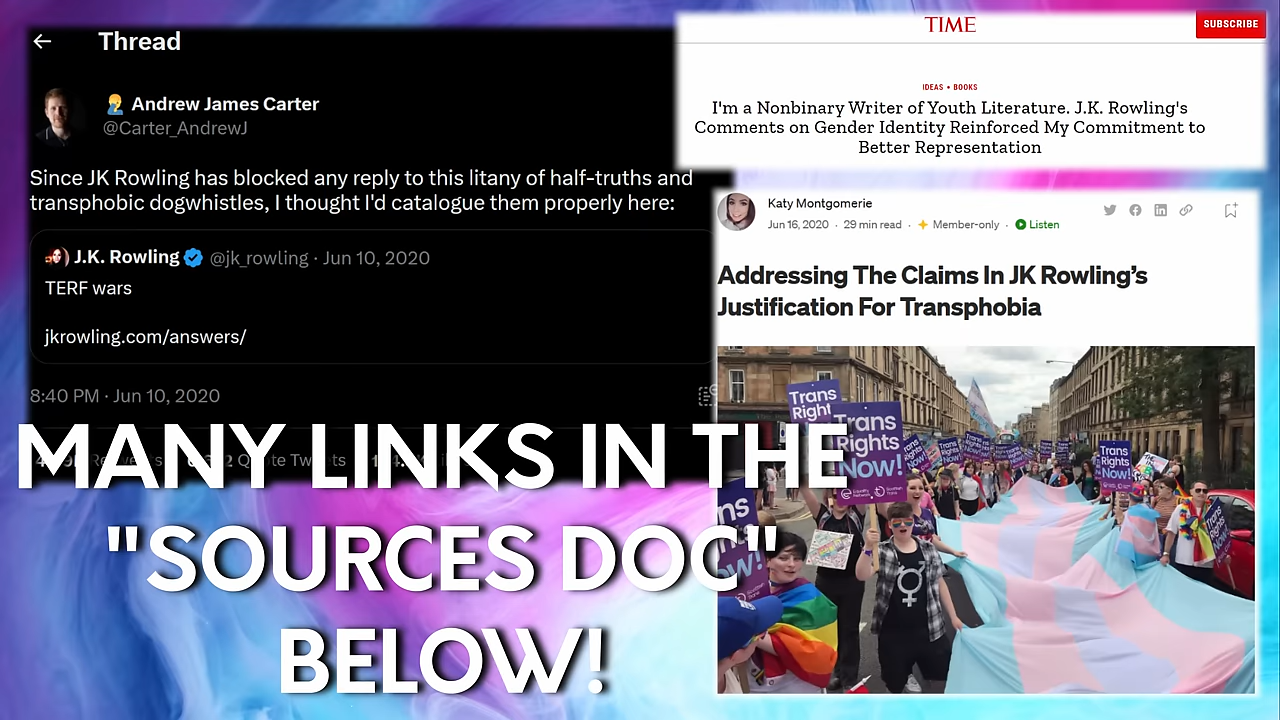 Thread
Andrew James Carter
@Carter_AndrewJ
Since JK Rowling has blocked any reply to this litany of half-truths and
transphobic dogwhistles, I thought I'd catalogue them properly here:
J.K. Rowling @jk_rowling · Jun 10, 2020
TERF wars
jkrowling.com/answers/
8:40 PM · Jun 10, 2020
MANY LINKS IN THE
"SOURCES DOC"
BELOW!
TIME
SUBSCRIBE
IDEAS • BOOKS
I'm a Nonbinary Writer of Youth Literature. J.K. Rowling's
Comments on Gender Identity Reinforced My Commitment to
Better Representation
Katy Montgomerie
Jun 16, 2020 · 29 min read · Member-only · Listen
Addressing The Claims In JK Rowling's
Justification For Transphobia
Trans
Right
Trans
Rights
Now!
Trans
Rights
Now!